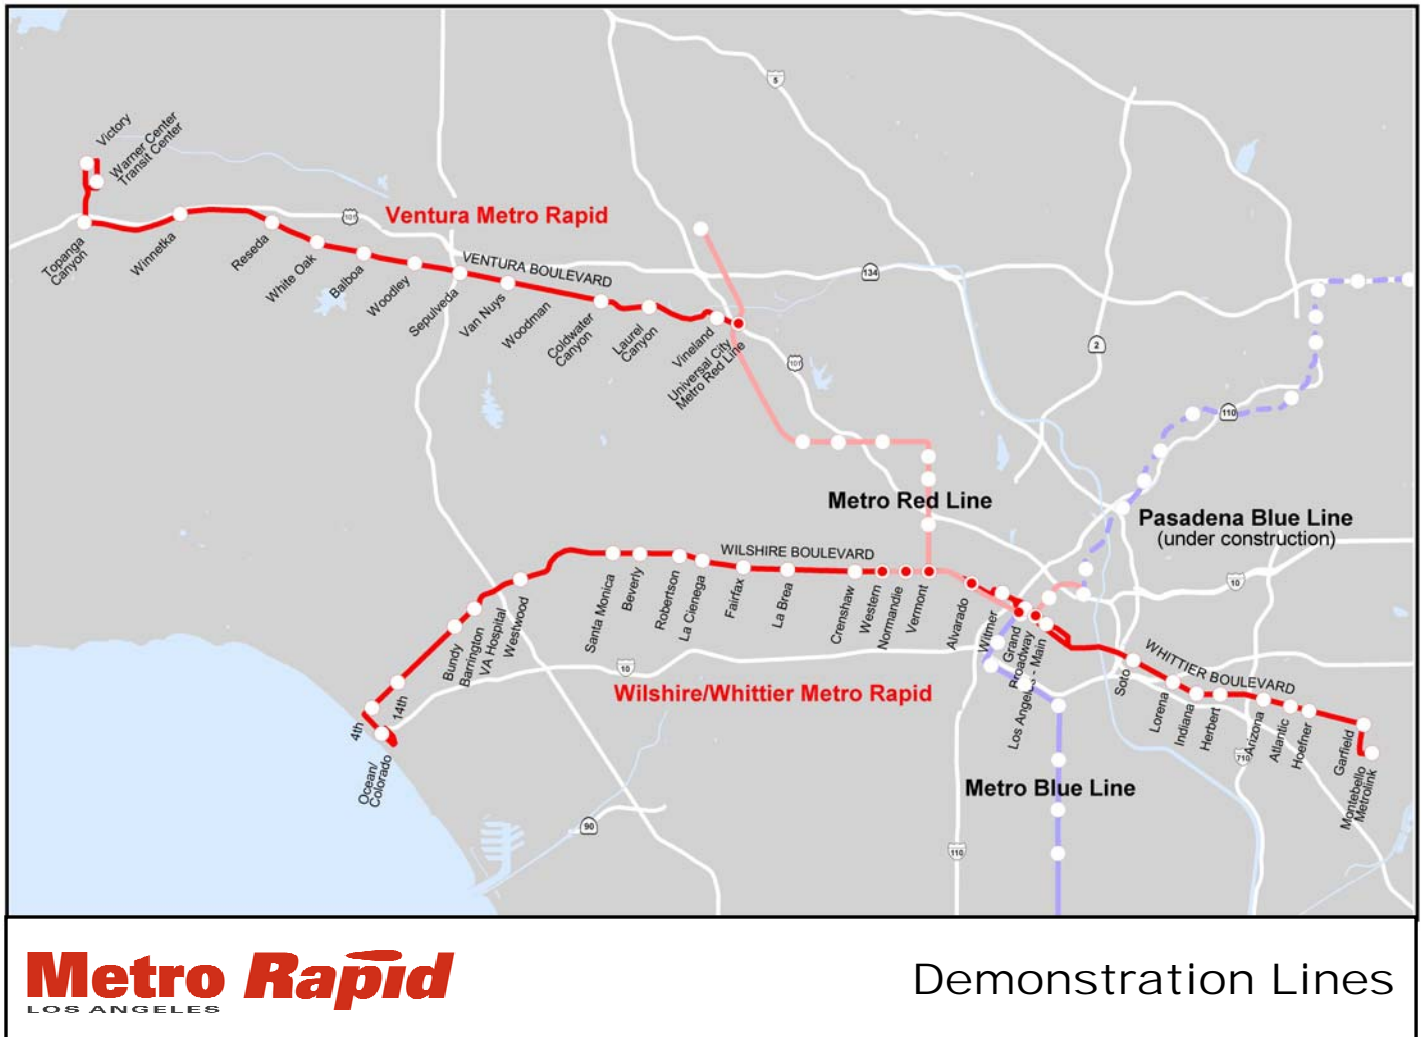 Victory
Warner Center
Transit Center
Topanga
Canyon
Winnetka
Reseda
White Oak
Balboa
Woodley
Sepulveda
Van Nuys
Woodman
Coldwater
Canyon
Laurel
Canyon
Vineland
Universal City
Metro Red Line
101
Ventura Metro Rapid
VENTURA BOULEVARD
5
134
2
101
110
Metro Red Line
Pasadena Blue Line
(under construction)
10
WILSHIRE BOULEVARD
Ocean/
Colorado
4th
14th
Bundy
Barrington
VA Hospital
Westwood
Santa Monica
Beverly
Robertson
La Cienega
Fairfax
La Brea
Crenshaw
Western
Normandie
Vermont
Alvarado
Witmer
Grand
Broadway
Los Angeles - Main
Soto
WHITTIER BOULEVARD
Lorena
Indiana
Herbert
Arizona
Atlantic
Hoefner
Garfield
Montebello
Metrolink
10
Wilshire/Whittier Metro Rapid
710
Metro Blue Line
90
110
Metro Rapid
LOS ANGELES
Demonstration Lines